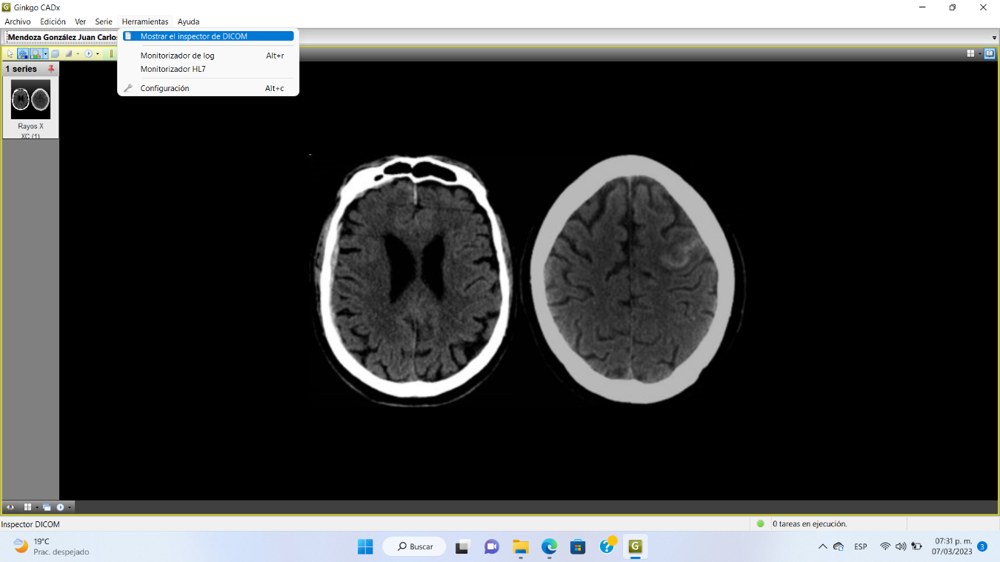 Ginkgo CADx
Archivo Edición Ver Serie Herramientas Ayuda
Mendoza González Juan Carlos
Mostrar el inspector de DICOM
Monitorizador de log Alt+r
Monitorizador HL7
Configuración Alt+c
1 series
Rayos X
XC (1)
Inspector DICOM
0 tareas en ejecución.
19°C
Prac. despejado
Buscar
ESP
07:31 p. m.
07/03/2023
3